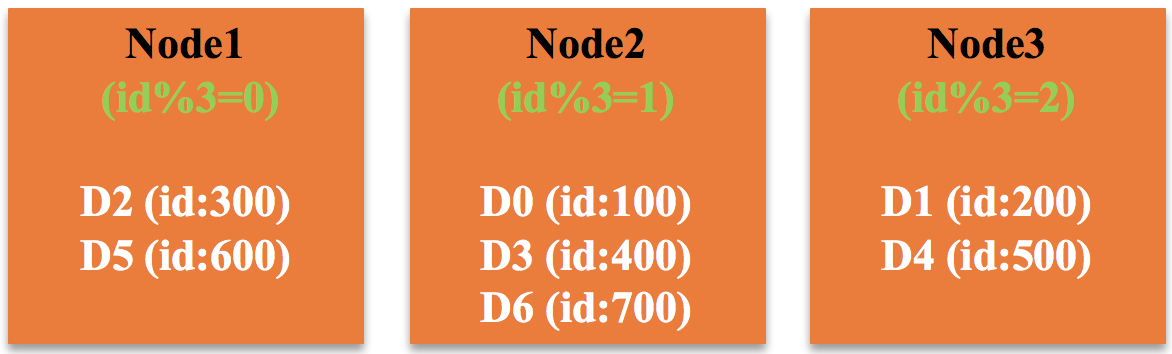 Node1
(id%3=0)
D2 (id:300)
D5 (id:600)
Node2
(id%3=1)
D0 (id:100)
D3 (id:400)
D6 (id:700)
Node3
(id%3=2)
D1 (id:200)
D4 (id:500)